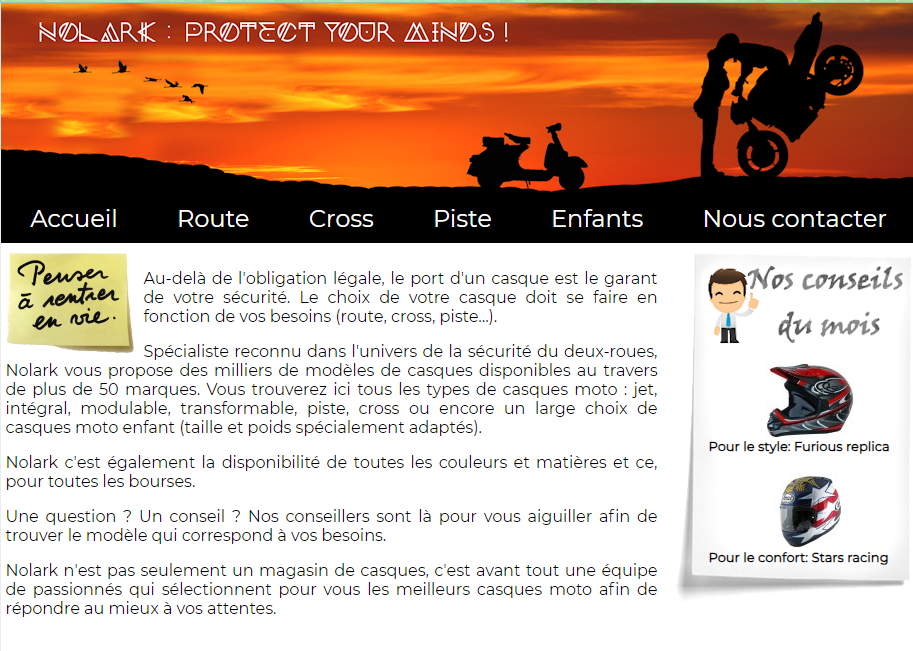 NOLARK : PROTECT YOUR MINDS !
Accueil Route Cross Piste Enfants Nous contacter
Penser
à rentrer
en vie.
Au-delà de l'obligation légale, le port d'un casque est le garant
de votre sécurité. Le choix de votre casque doit se faire en
fonction de vos besoins (route, cross, piste...).
Spécialiste reconnu dans l'univers de la sécurité du deux-roues,
Nolark vous propose des milliers de modèles de casques disponibles au travers
de plus de 50 marques. Vous trouverez ici tous les types de casques moto : jet,
intégral, modulable, transformable, piste, cross ou encore un large choix de
casques moto enfant (taille et poids spécialement adaptés).
Nolark c'est également la disponibilité de toutes les couleurs et matières et ce,
pour toutes les bourses.
Une question ? Un conseil ? Nos conseillers sont là pour vous aiguiller afin de
trouver le modèle qui correspond à vos besoins.
Nolark n'est pas seulement un magasin de casques, c'est avant tout une équipe
de passionnés qui sélectionnent pour vous les meilleurs casques moto afin de
répondre au mieux à vos attentes.
Nos conseils
du mois
Pour le style: Furious replica
Pour le confort: Stars racing